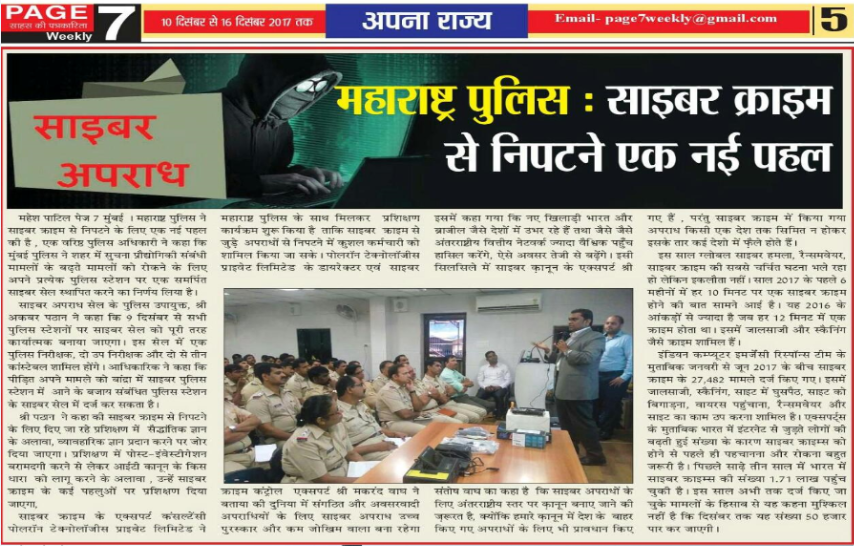 PAGE 7
साहस की पत्रकारिता
Weekly
10 दिसंबर से 16 दिसंबर 2017 तक
अपना राज्य
Email- page7weekly@gmail.com
5
साइबर
अपराध
महाराष्ट्र पुलिस : साइबर क्राइम
से निपटने एक नई पहल
महेश पाटिल पेज 7 मुंबई । महाराष्ट्र पुलिस ने
साइबर क्राइम से निपटने के लिए एक नई पहल
की है , एक वरिष्ठ पुलिस अधिकारी ने कहा कि
मुंबई पुलिस ने शहर में सुचना प्रौद्योगिकी संबंधी
मामलों के बढ़ते मामलों को रोकने के लिए
अपने प्रत्येक पुलिस स्टेशन पर एक समर्पित
साइबर सेल स्थापित करने का निर्णय लिया है।
साइबर अपराध सेल के पुलिस उपायुक्त, श्री
अकबर पठान ने कहा कि 9 दिसंबर से सभी
पुलिस स्टेशनों पर साइबर सेल को पूरी तरह
कार्यात्मक बनाया जाएगा। इस सेल में एक
पुलिस निरीक्षक, दो उप निरीक्षक और दो से तीन
कांस्टेबल शामिल होंगे। आधिकारिक ने कहा कि
पीड़ित अपने मामले को बांद्रा में साइबर पुलिस
स्टेशन में आने के बजाय संबंधित पुलिस स्टेशन
के साइबर सेल में दर्ज कर सकता है।
श्री पठान ने कहा की साइबर क्राइम से निपटने
के लिए दिए जा रहे प्रशिक्षण में सैद्धांतिक ज्ञान
के अलावा, व्यावहारिक ज्ञान प्रदान करने पर जोर
दिया जाएगा। प्रशिक्षण में पोस्ट-इंवेस्टीगेशन
बरामदगी करने से लेकर आईटी कानून के किस
धारा को लागू करने के अलावा , उन्हें साइबर
क्राइम के कई पहलुओं पर प्रशिक्षण दिया
जाएगा,
साइबर क्राइम के एक्सपर्ट कंसल्टेंसी
पोलरॉन टेक्नोलॉजीस प्राइवेट लिमिटेड ने
महाराष्ट्र पुलिस के साथ मिलकर प्रशिक्षण
कार्यक्रम शुरू किया है ताकि साइबर क्राइम से
जुड़े अपराधों से निपटने में कुशल कर्मचारी को
शामिल किया जा सके। पोलरॉन टेक्नोलॉजीस
प्राइवेट लिमिटेड के डायरेक्टर एवं साइबर
क्राइम कंट्रोल एक्सपर्ट श्री मकरंद वाघ ने
बताया की दुनिया में संगठित और अवसरवादी
अपराधियों के लिए साइबर अपराध उच्च
पुरस्कार और कम जोखिम वाला बना रहेगा
इसमें कहा गया कि नए खिलाड़ी भारत और
ब्राजील जैसे देशों में उभर रहे हैं तथा जैसे जैसे
अंतरराष्ट्रीय वित्तीय नेटवर्क ज्यादा वैश्विक पहुँच
हासिल करेंगे, ऐसे अवसर तेजी से बढ़ेंगे। इसी
सिलसिले में साइबर कानून के एक्सपर्ट श्री
संतोष वाघ का कहा है कि साइबर अपराधों के
लिए अंतराष्ट्रीय स्तर पर कानून बनाए जाने की
जरूरत है, क्योंकि हमारे कानून में देश के बाहर
किए गए अपराधों के लिए भी प्रावधान किए
गए हैं , परंतु साइबर क्राइम में किया गया
अपराध किसी एक देश तक सिमित न होकर
इसके तार कई देशों में फैले होते हैं।
इस साल ग्लोबल साइबर हमला, रैन्समवेयर,
साइबर क्राइम की सबसे चर्चित घटना भले रहा
हो लेकिन इकलौता नहीं। साल 2017 के पहले 6
महीनों में हर 10 मिनट पर एक साइबर क्राइम
होने की बात सामने आई है। यह 2016 के
आंकड़ों से ज्यादा है जब हर 12 मिनट में एक
क्राइम होता था। इसमें जालसाजी और स्कैनिंग
जैसे क्राइम शामिल हैं।
इंडियन कम्प्यूटर इमर्जेंसी रिस्पॉन्स टीम के
मुताबिक जनवरी से जून 2017 के बीच साइबर
क्राइम के 27,482 मामले दर्ज किए गए। इसमें
जालसाजी, स्कैनिंग, साइट में घुसपैठ, साइट को
बिगाड़ना, वायरस पहुंचाना, रैन्समवेयर और
साइट का काम ठप करना शामिल है। एक्सपर्ट्स
के मुताबिक भारत में इंटरनेट से जुड़ते लोगों की
बढ़ती हुई संख्या के कारण साइबर क्राइम्स को
होने से पहले ही पहचानना और रोकना बहुत
जरूरी है। पिछले साढ़े तीन साल में भारत में
साइबर क्राइम्स की संख्या 1.71 लाख पहुंच
चुकी है। इस साल अभी तक दर्ज किए जा
चुके मामलों के हिसाब से यह कहना मुश्किल
नहीं है कि दिसंबर तक यह संख्या 50 हजार
पार कर जाएगी।